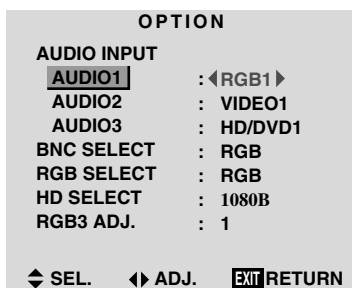 OPTION
AUDIO INPUT
AUDIO1 : RGB1
AUDIO2 : VIDEO1
AUDIO3 : HD/DVD1
BNC SELECT : RGB
RGB SELECT : RGB
HD SELECT : 1080B
RGB3 ADJ. : 1
SEL. ADJ. EXIT RETURN